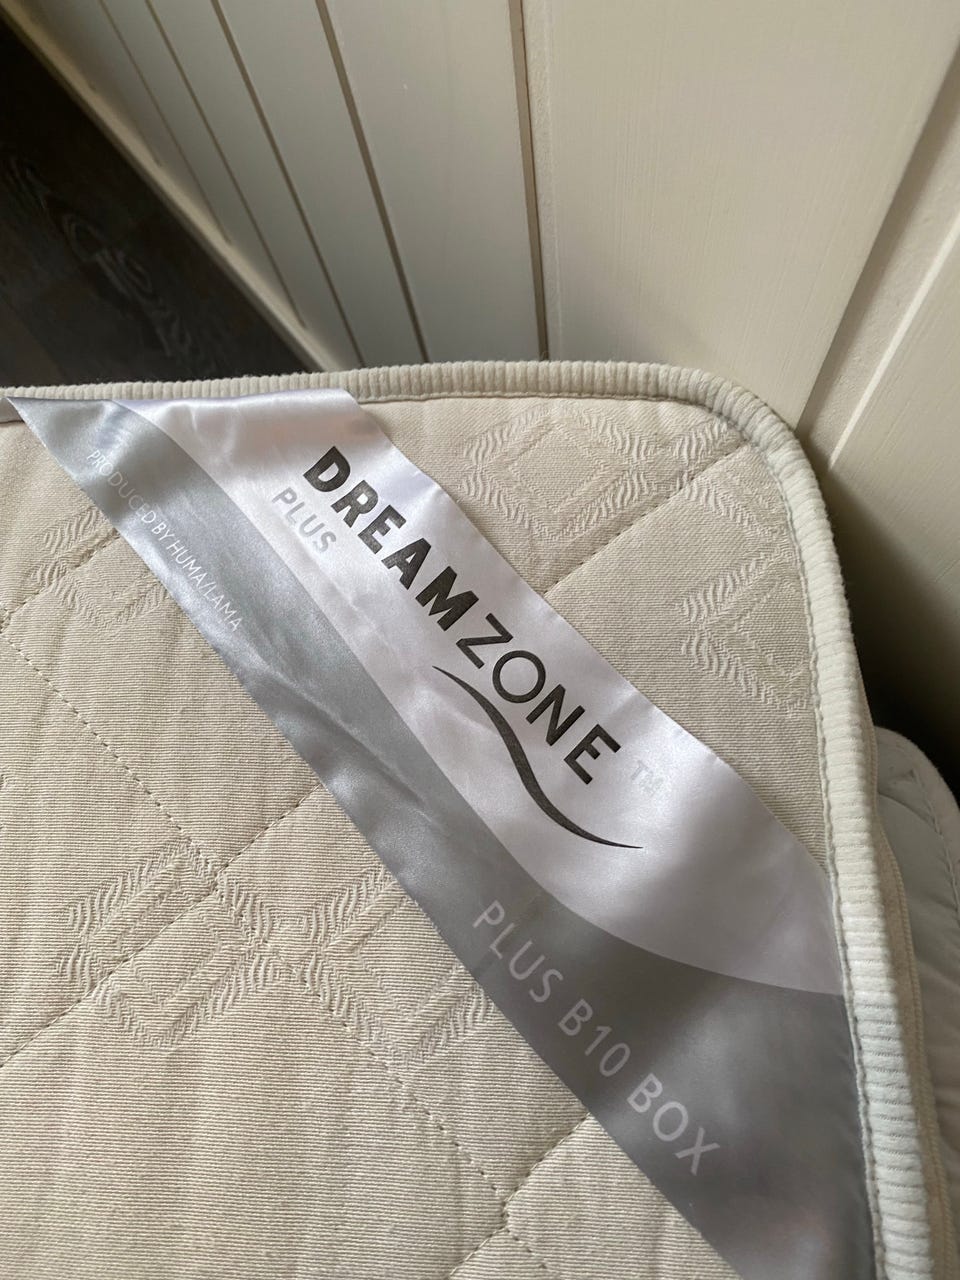 DREAMZONE ™
PLUS
PRODUCED BY HUMA/LAMA
PLUS B10 BOX